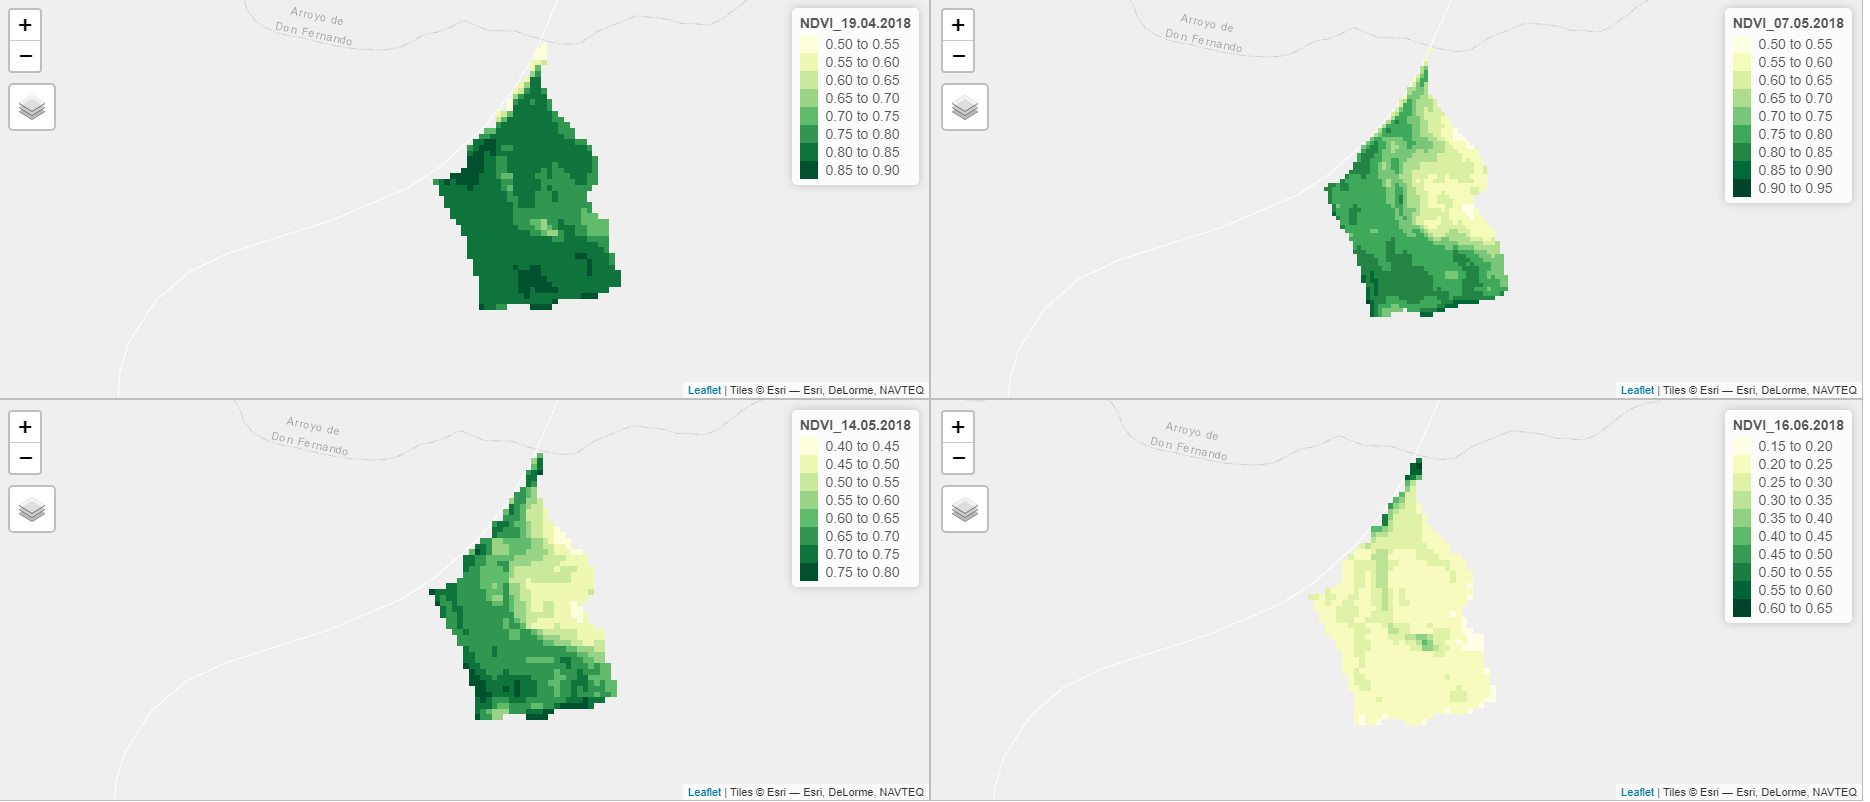 +
−
Arroyo de
Don Fernando
NDVI_19.04.2018
0.50 to 0.55
0.55 to 0.60
0.60 to 0.65
0.65 to 0.70
0.70 to 0.75
0.75 to 0.80
0.80 to 0.85
0.85 to 0.90
Leaflet | Tiles © Esri — Esri, DeLorme, NAVTEQ
+
−
Arroyo de
Don Fernando
NDVI_07.05.2018
0.50 to 0.55
0.55 to 0.60
0.60 to 0.65
0.65 to 0.70
0.70 to 0.75
0.75 to 0.80
0.80 to 0.85
0.85 to 0.90
0.90 to 0.95
Leaflet | Tiles © Esri — Esri, DeLorme, NAVTEQ
+
−
Arroyo de
Don Fernando
NDVI_14.05.2018
0.40 to 0.45
0.45 to 0.50
0.50 to 0.55
0.55 to 0.60
0.60 to 0.65
0.65 to 0.70
0.70 to 0.75
0.75 to 0.80
Leaflet | Tiles © Esri — Esri, DeLorme, NAVTEQ
+
−
Arroyo de
Don Fernando
NDVI_16.06.2018
0.15 to 0.20
0.20 to 0.25
0.25 to 0.30
0.30 to 0.35
0.35 to 0.40
0.40 to 0.45
0.45 to 0.50
0.50 to 0.55
0.55 to 0.60
0.60 to 0.65
Leaflet | Tiles © Esri — Esri, DeLorme, NAVTEQ